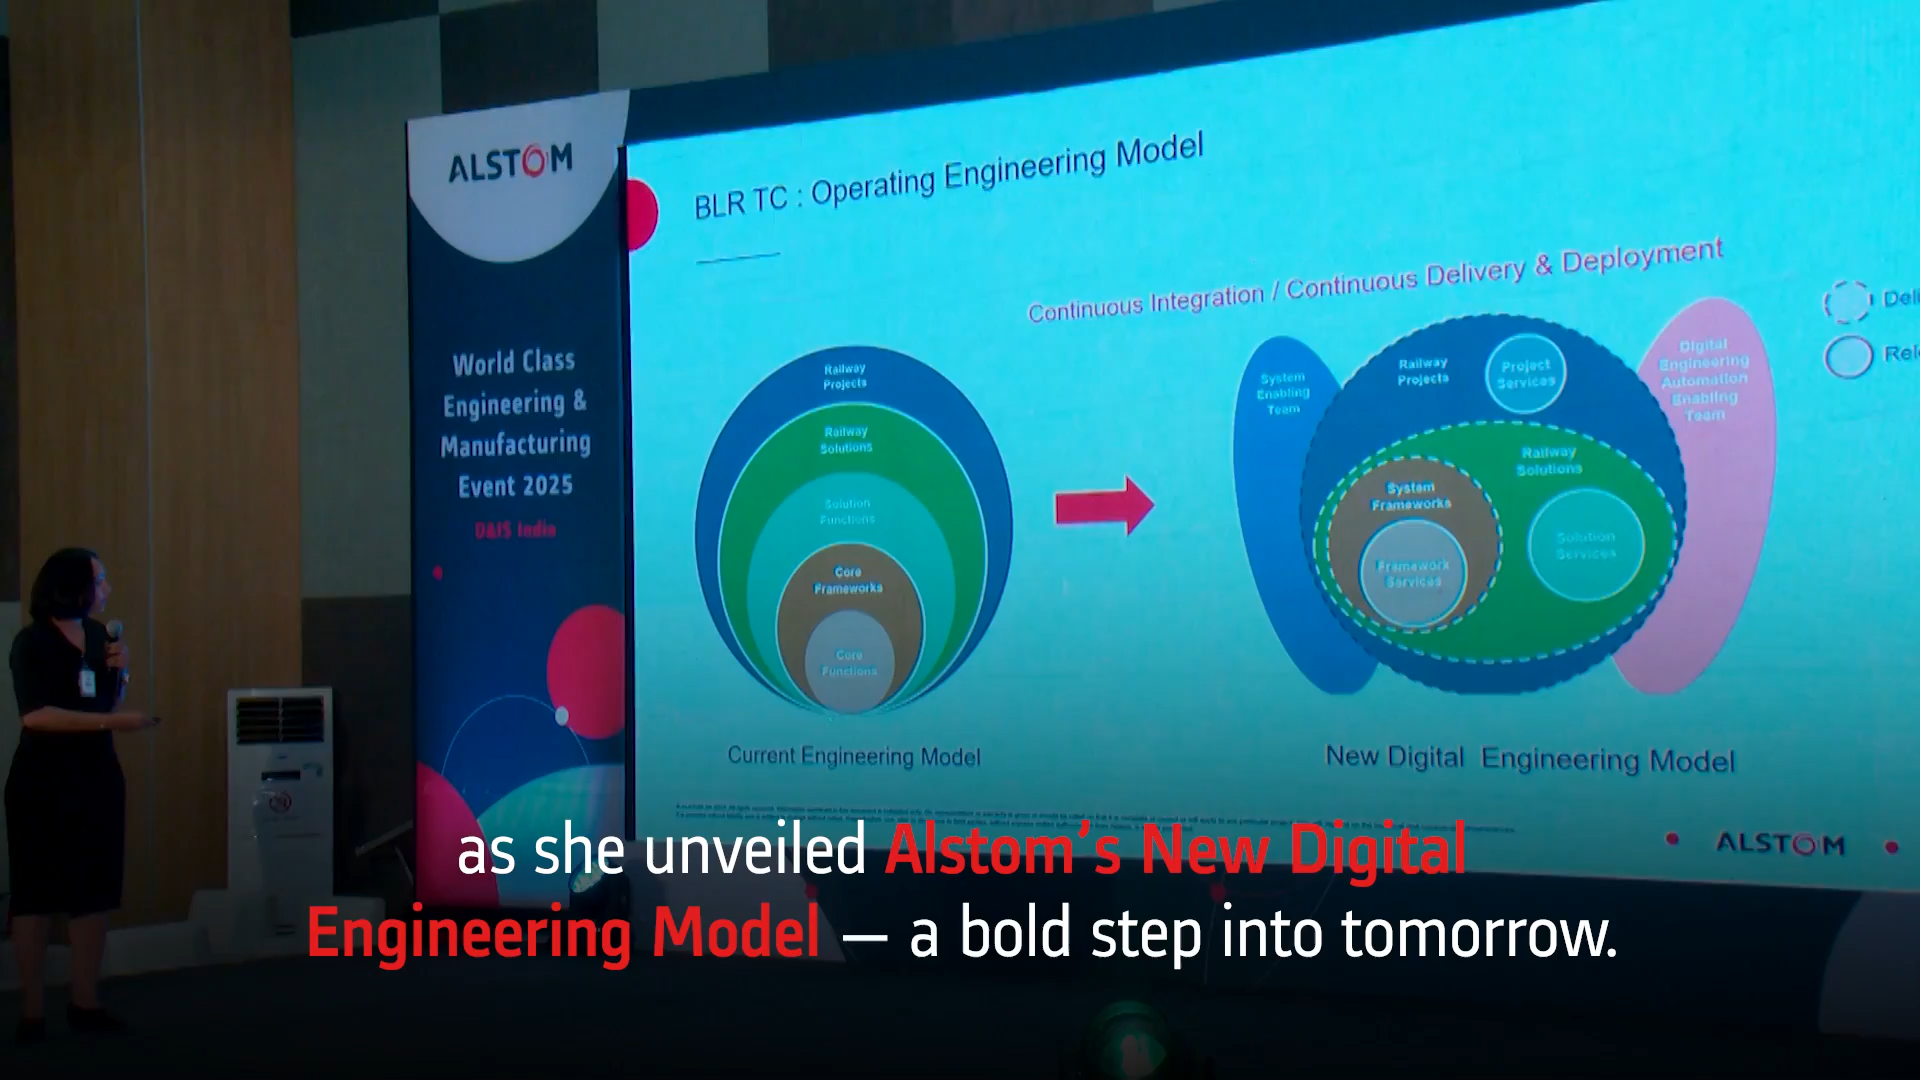 ALSTOM
World Class
Engineering &
Manufacturing
Event 2025
D&IS India
BLR TC : Operating Engineering Model
Continuous Integration / Continuous Delivery & Deployment
Railway
Projects
Railway
Solutions
Solution
Functions
Core
Frameworks
Core
Functions
Current Engineering Model
System
Enabling
Team
Railway
Projects
Project
Services
Railway
Solutions
System
Frameworks
Framework
Services
Solution
Services
Digital
Engineering
Automation
Enabling
Team
New Digital Engineering Model
Deli
Rel
ALSTOM
as she unveiled Alstom’s New Digital
Engineering Model — a bold step into tomorrow.